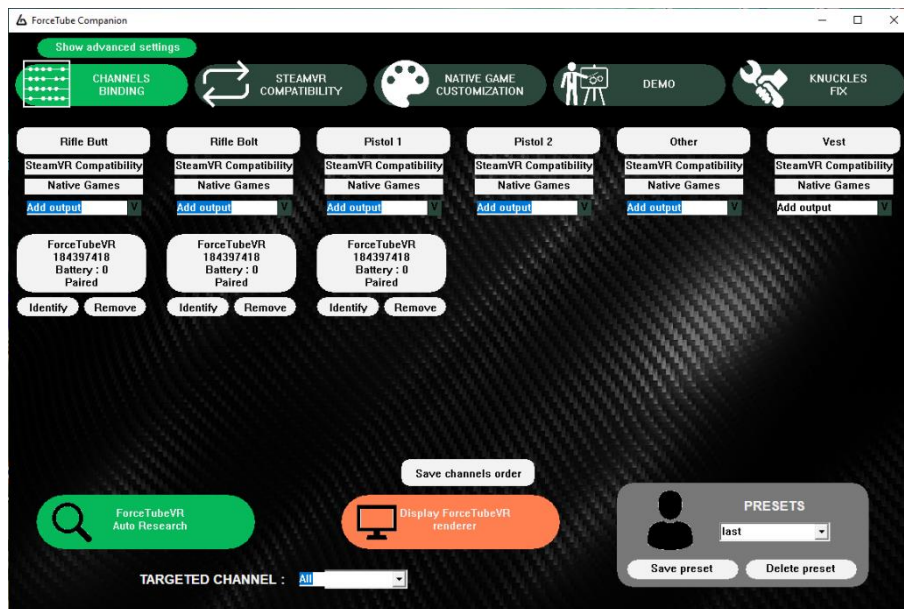 ForceTube Companion
Show advanced settings
CHANNELS
BINDING
STEAMVR
COMPATIBILITY
NATIVE GAME
CUSTOMIZATION
DEMO
KNUCKLES
FIX
Rifle Butt
Rifle Bolt
Pistol 1
Pistol 2
Other
Vest
SteamVR Compatibility
SteamVR Compatibility
SteamVR Compatibility
SteamVR Compatibility
SteamVR Compatibility
SteamVR Compatibility
Native Games
Native Games
Native Games
Native Games
Native Games
Native Games
Add output V
Add output V
Add output V
Add output V
Add output V
Add output V
ForceTubeVR
184397418
Battery : 0
Paired
ForceTubeVR
184397418
Battery : 0
Paired
ForceTubeVR
184397418
Battery : 0
Paired
Identify Remove
Identify Remove
Identify Remove
Save channels order
ForceTubeVR
Auto Research
Display ForceTubeVR
renderer
PRESETS
last
Save preset Delete preset
TARGETED CHANNEL : All